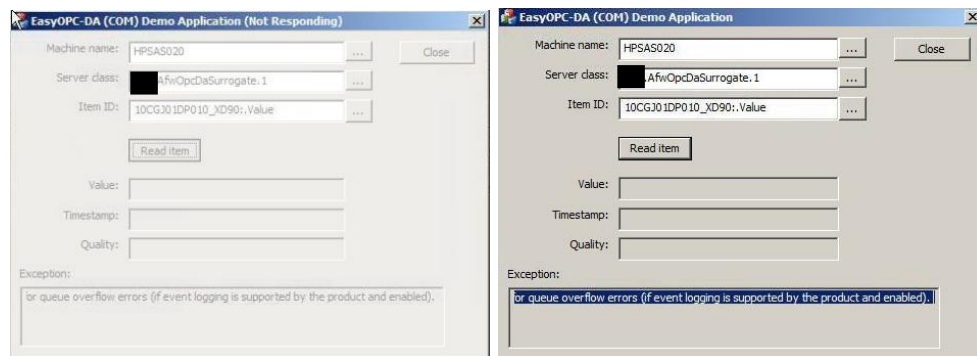 EasyOPC-DA (COM) Demo Application (Not Responding)
Machine name: HPSAS020 ... Close
Server class: .AfwOpcDaSurrogate.1 ...
Item ID: 10CGJ01DP010_XD90:.Value ...
Read item
Value:
Timestamp:
Quality:
Exception:
or queue overflow errors (if event logging is supported by the product and enabled).
EasyOPC-DA (COM) Demo Application
Machine name: HPSAS020 ... Close
Server class: .AfwOpcDaSurrogate.1 ...
Item ID: 10CGJ01DP010_XD90:.Value ...
Read item
Value:
Timestamp:
Quality:
Exception:
or queue overflow errors (if event logging is supported by the product and enabled).